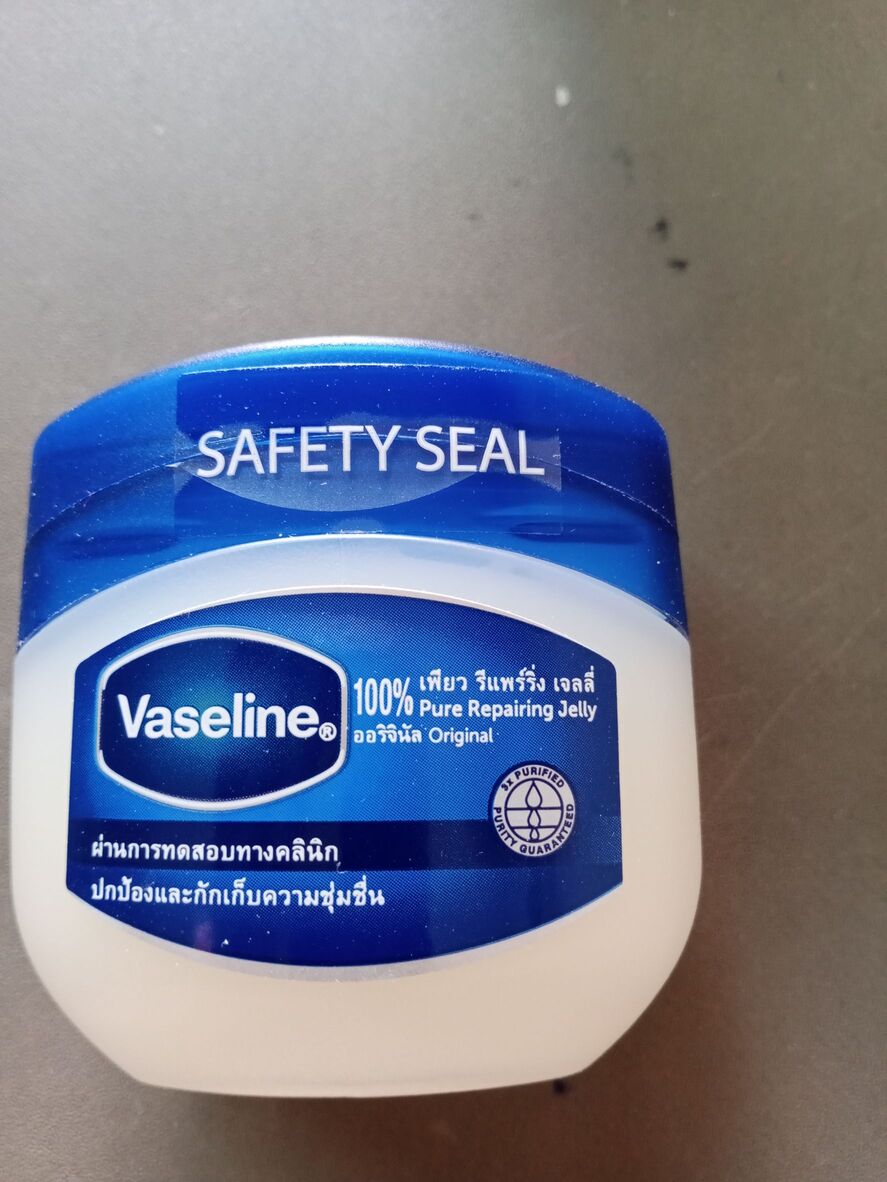 SAFETY SEAL
Vaseline®
100% เพียว รีแพร์ริ่ง เจลลี่
Pure Repairing Jelly
ออริจินัล Original
3x PURIFIED
PURITY GUARANTEED
ผ่านการทดสอบทางคลินิก
ปกป้องและกักเก็บความชุ่มชื่น